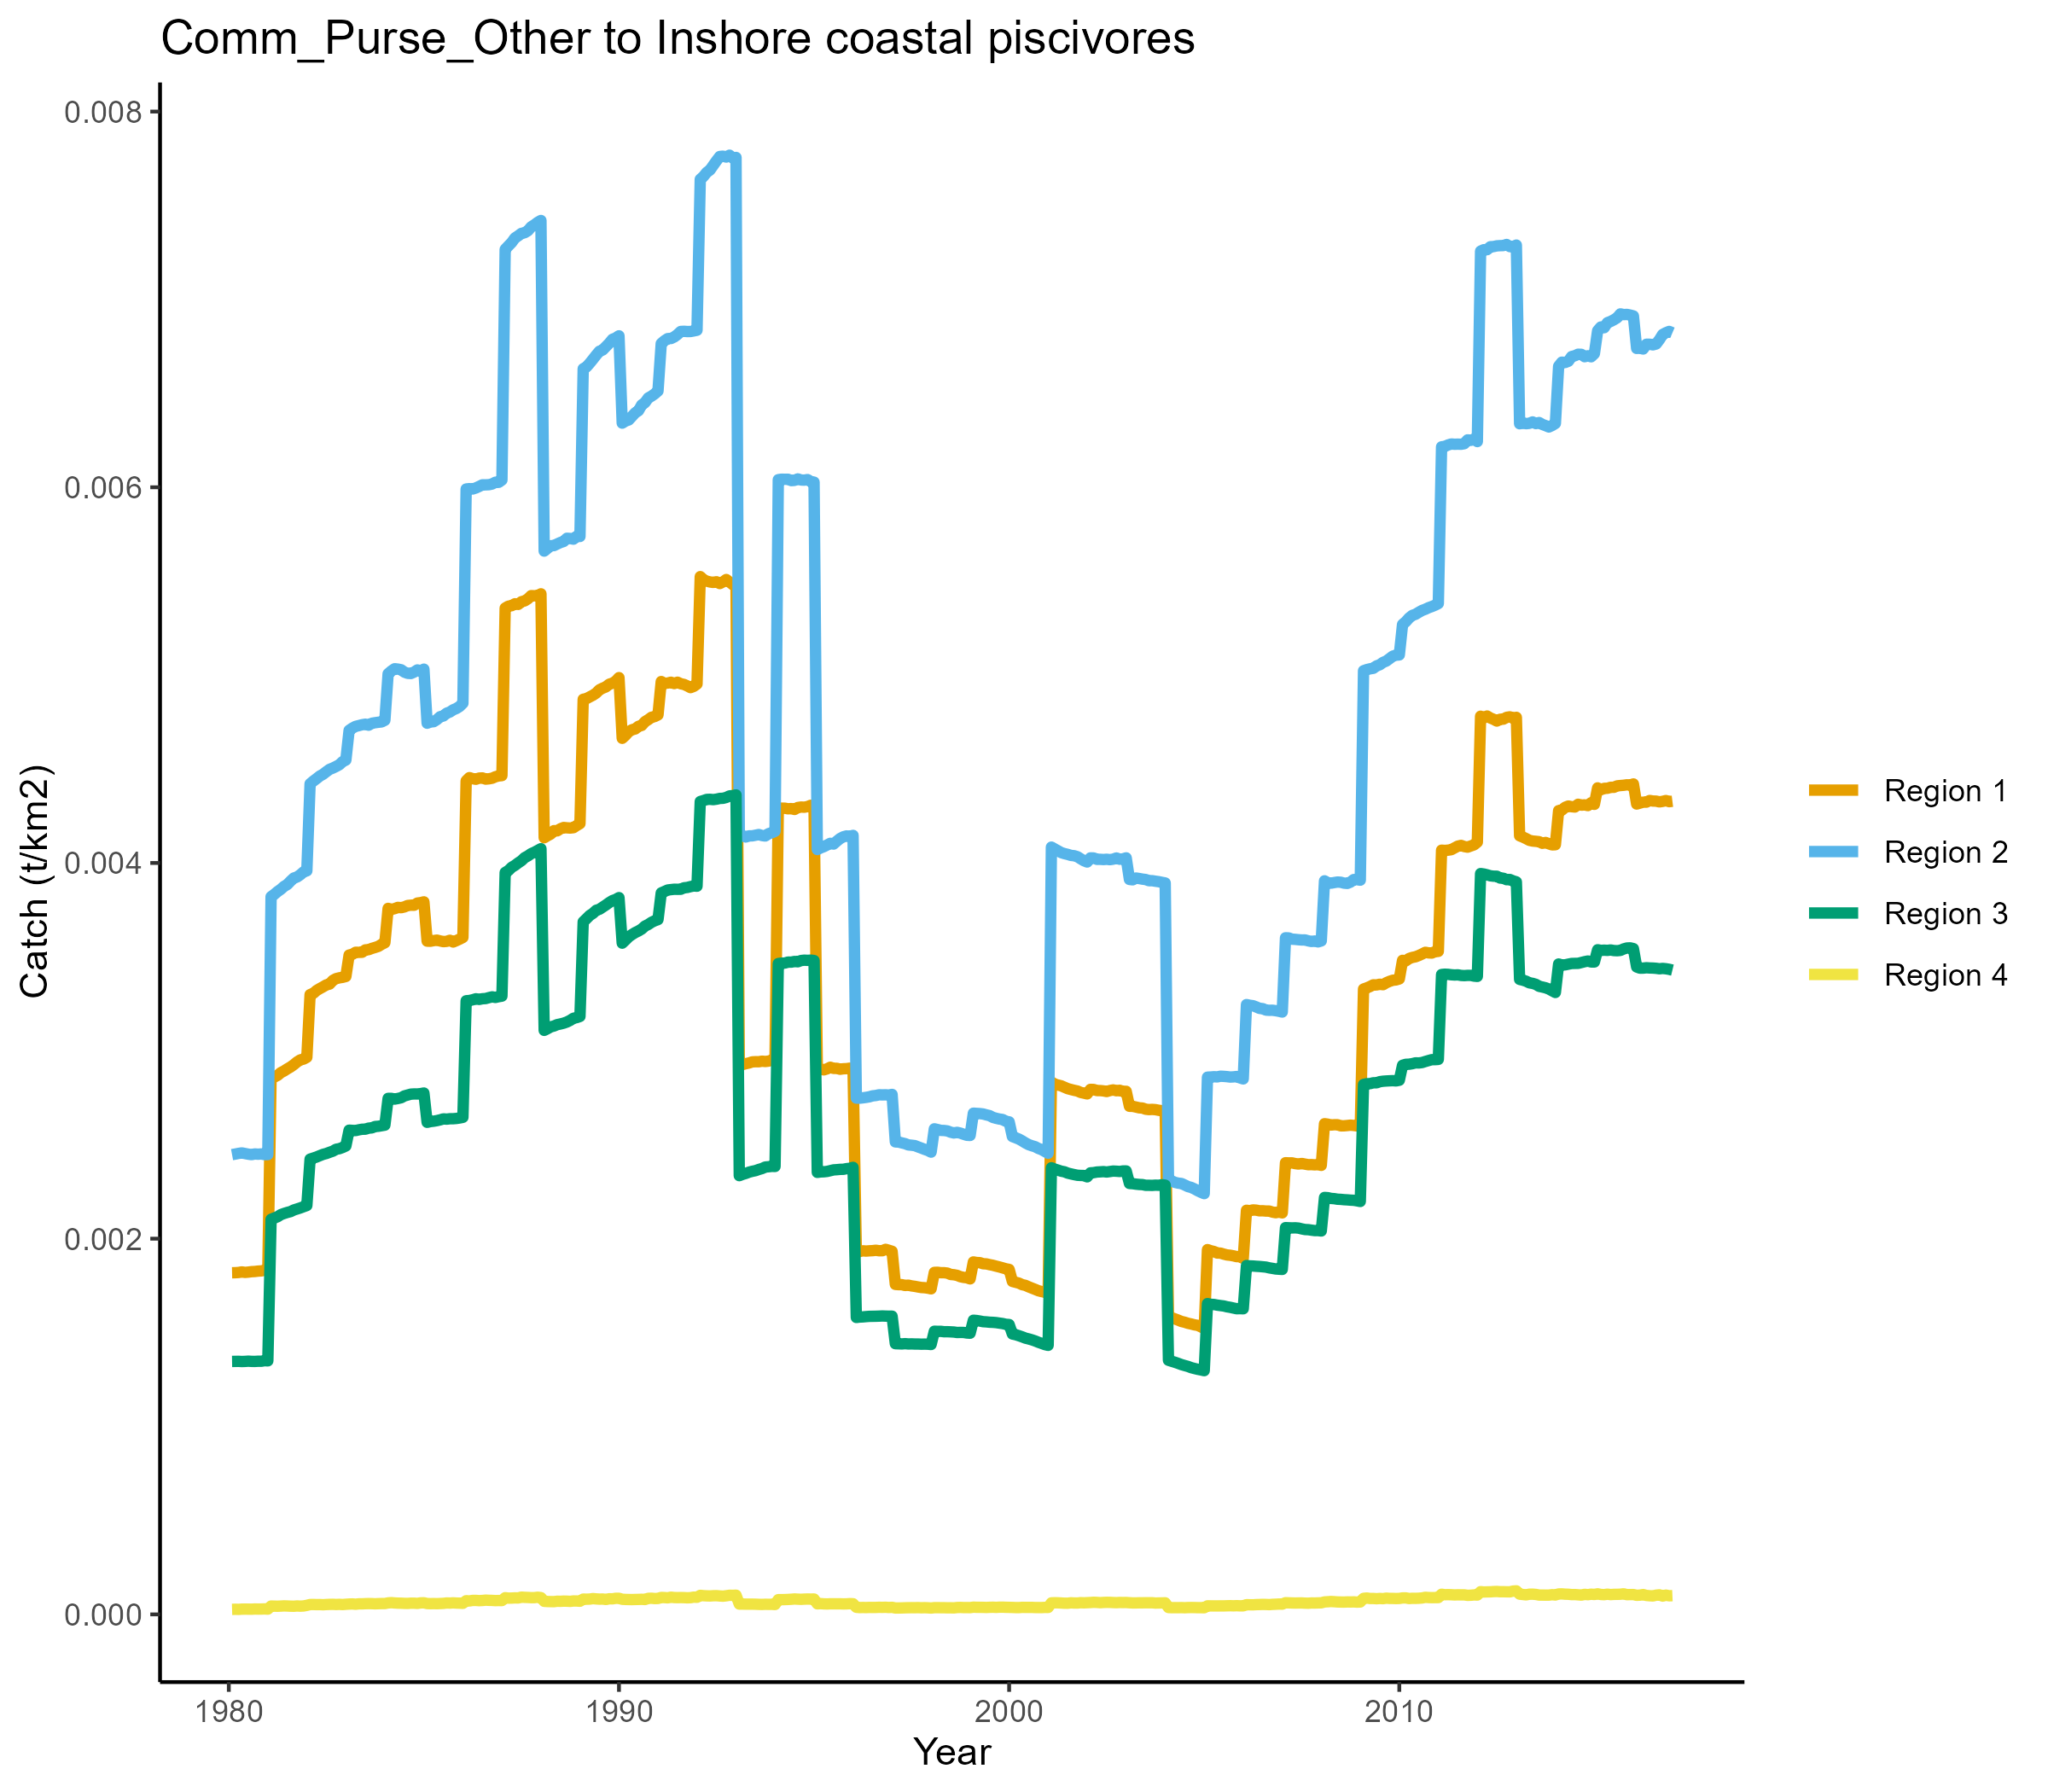 Comm_Purse_Other to Inshore coastal piscivores
Catch (t/km2)
0.008
0.006
0.004
0.002
0.000
1980
1990
2000
2010
Year
Region 1
Region 2
Region 3
Region 4